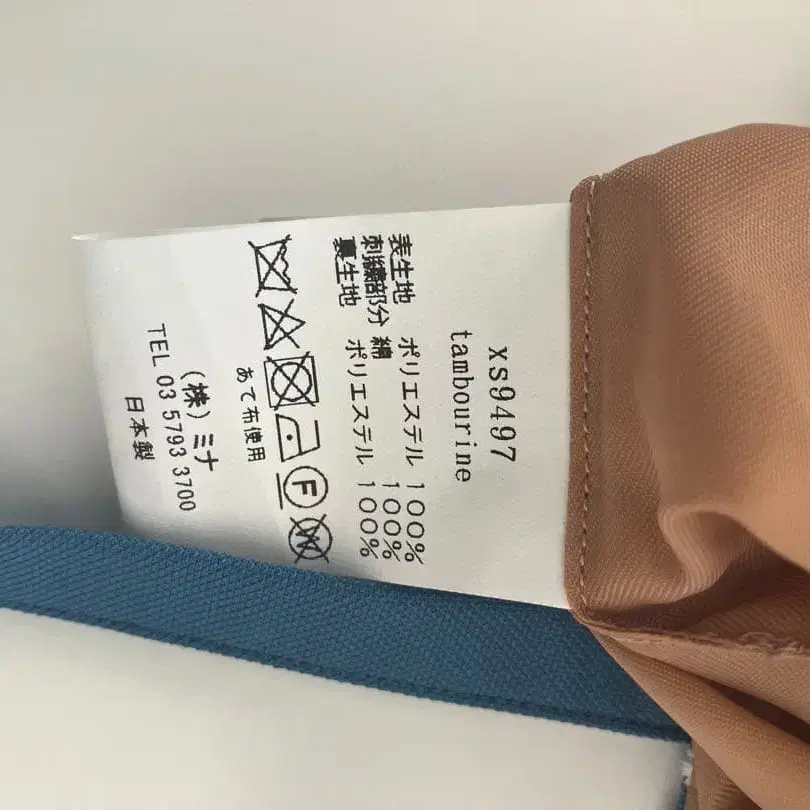 xs9497
tambourine
表生地 ポリエステル 100%
刺繍部分 綿 100%
裏生地 ポリエステル 100%
F
W
あて布使用
(株)ミナ
TEL 03 5793 3700
日本製